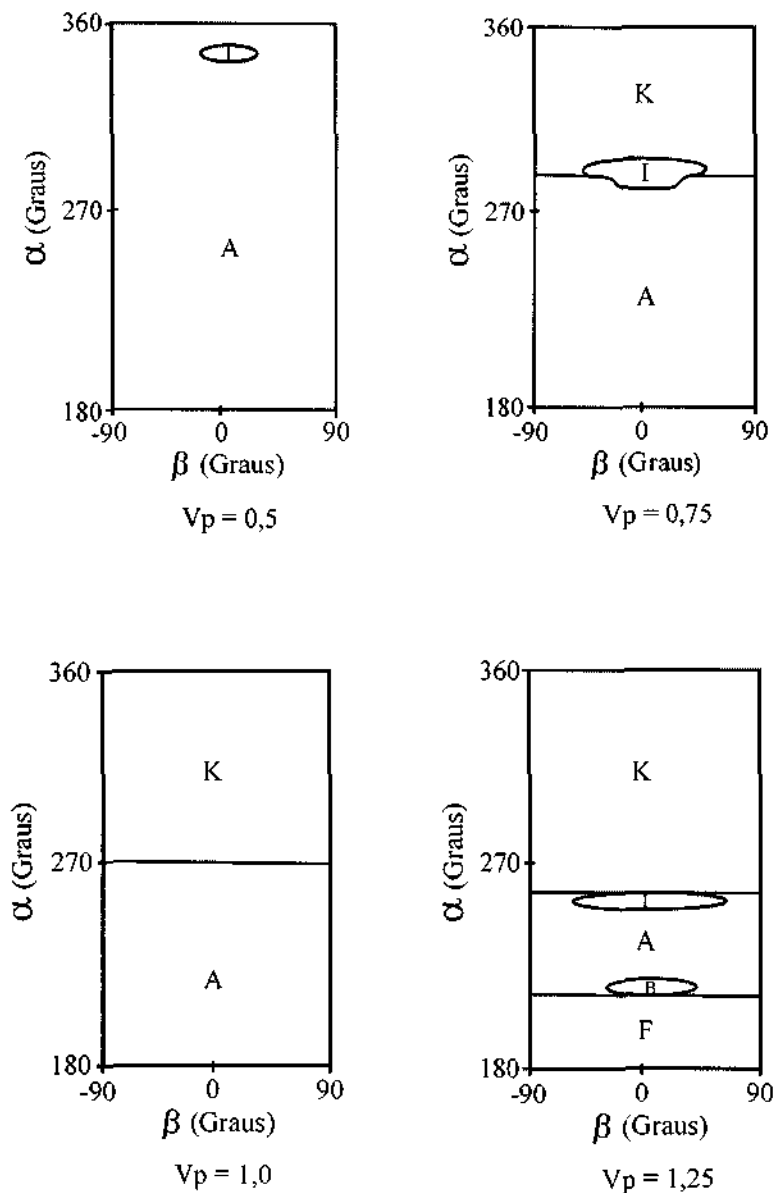 360
I
α (Graus)
270
A
180
-90
0
90
β (Graus)
Vp = 0,5
360
K
I
α (Graus)
270
A
180
-90
0
90
β (Graus)
Vp = 0,75
360
K
α (Graus)
270
A
180
-90
0
90
β (Graus)
Vp = 1,0
360
K
α (Graus)
270
I
A
B
F
180
-90
0
90
β (Graus)
Vp = 1,25